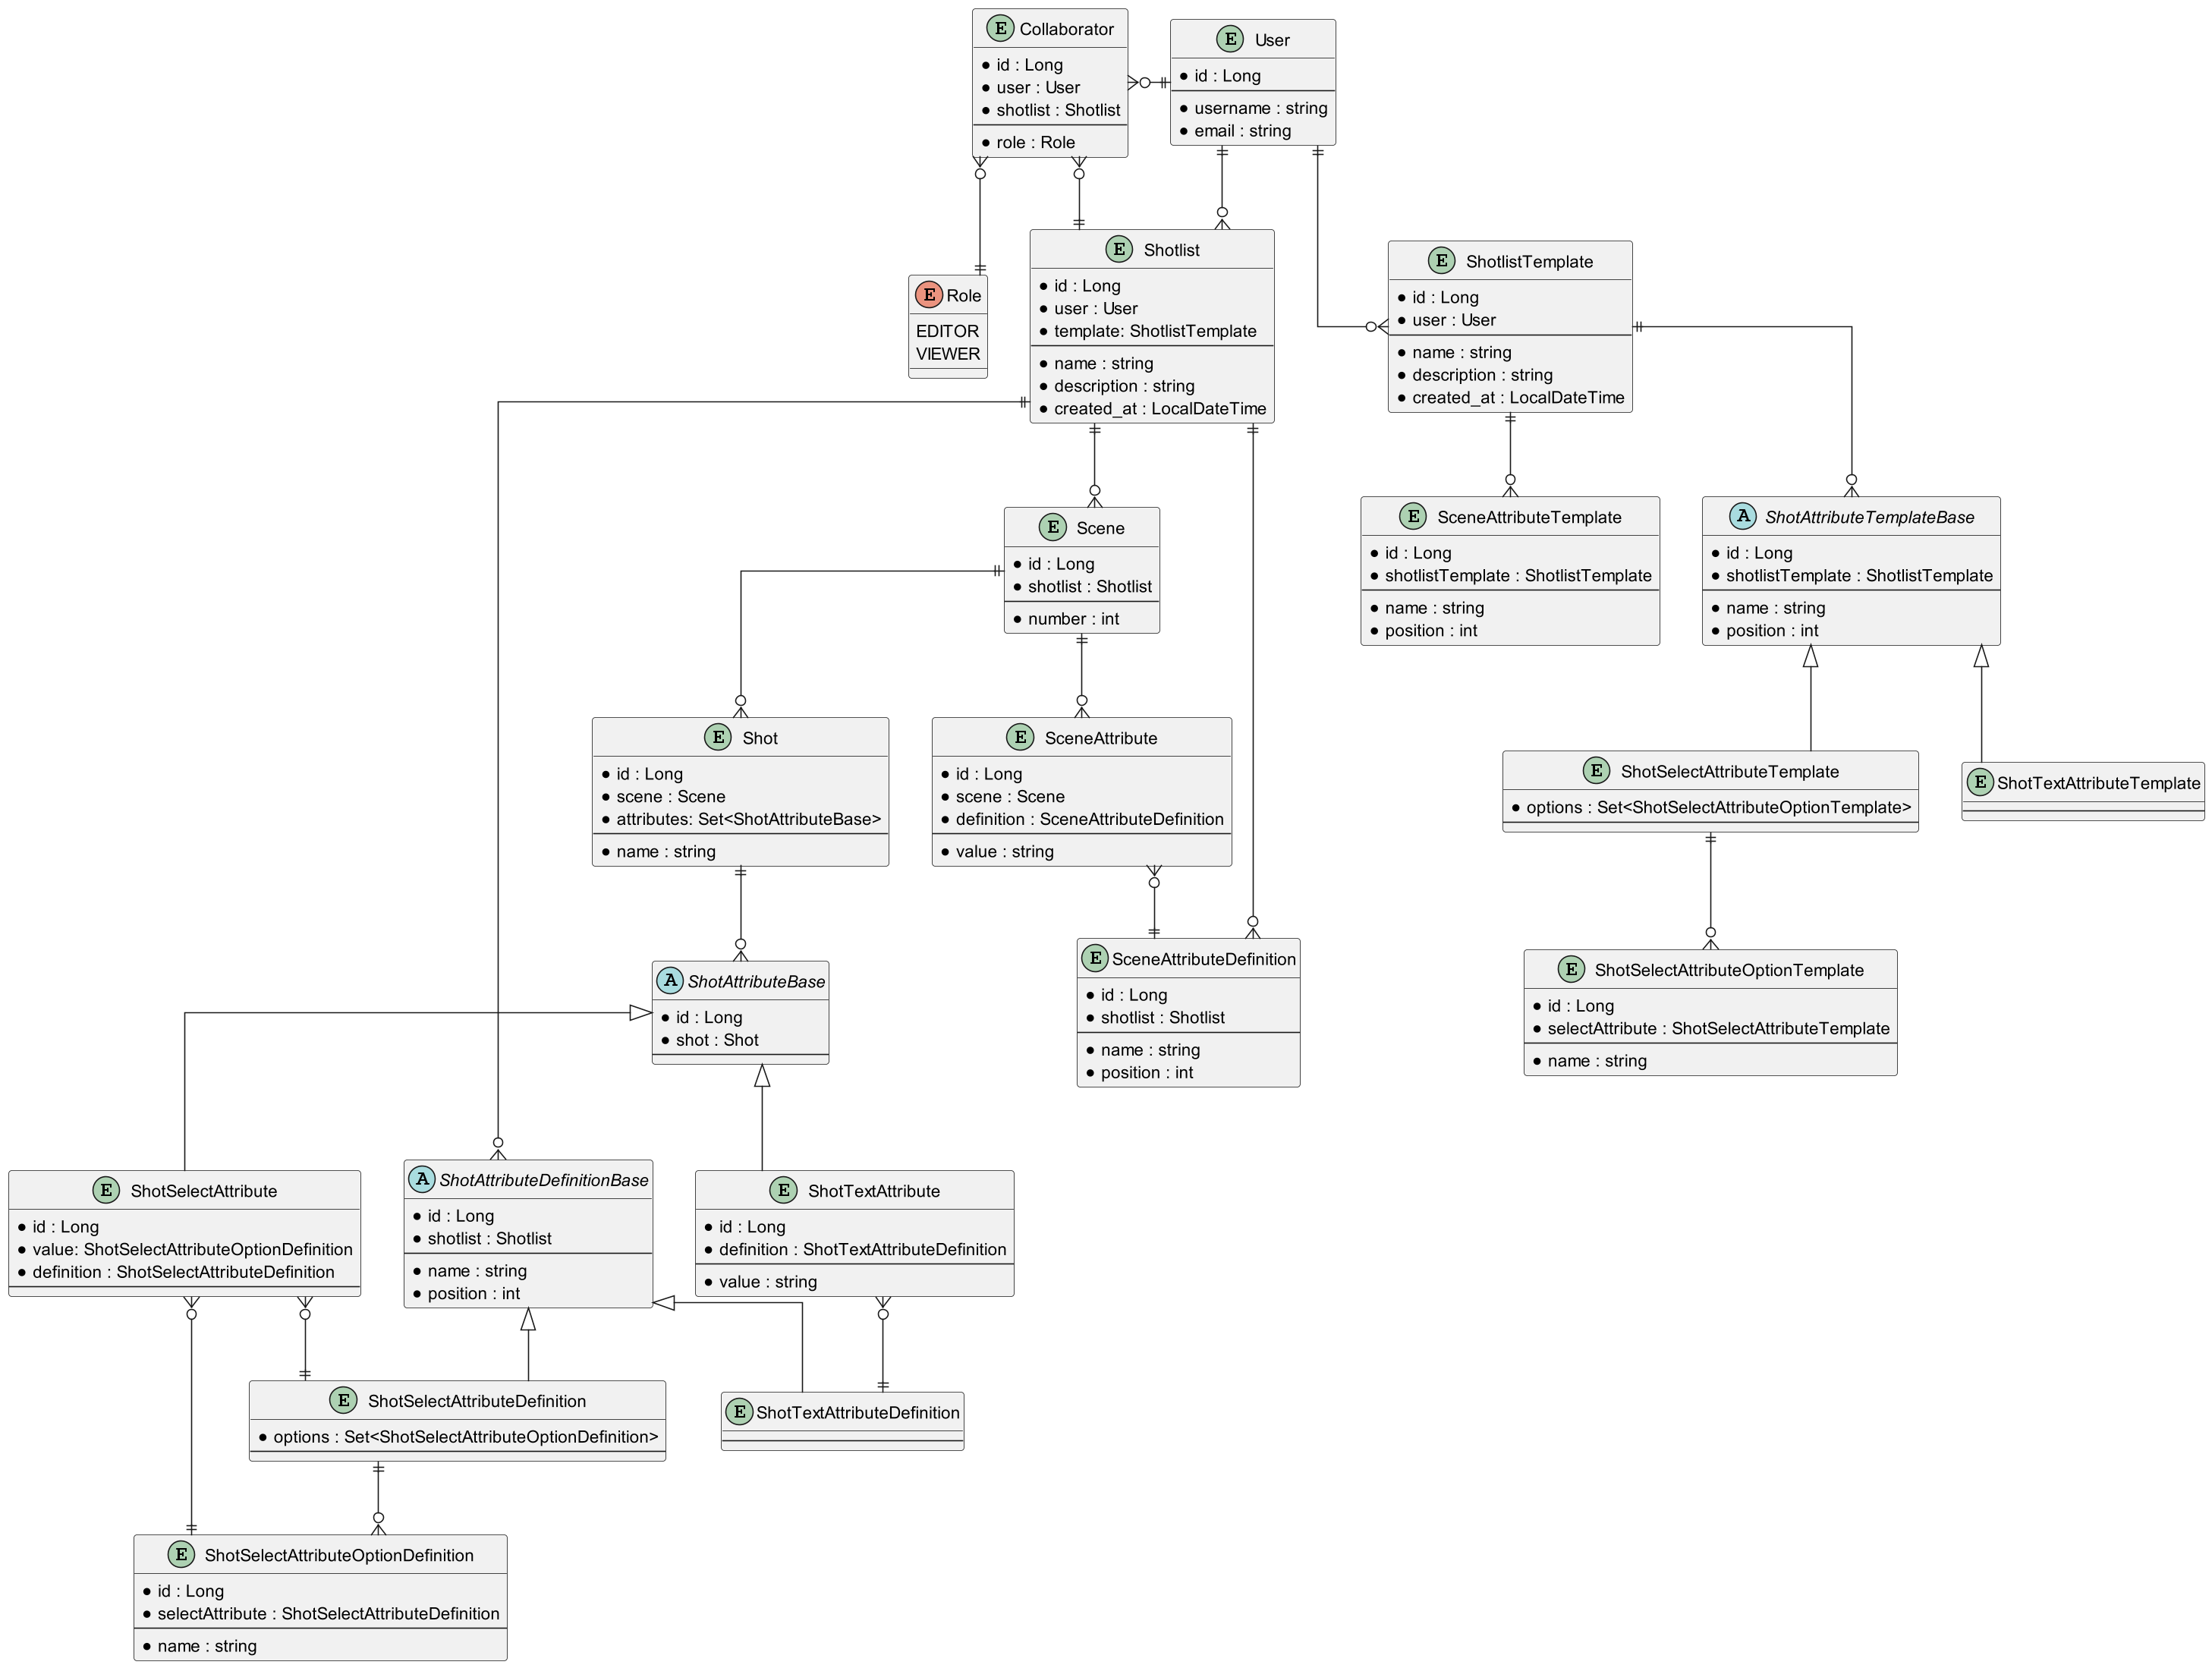 E Collaborator
* id : Long
* user : User
* shotlist : Shotlist
* role : Role
E User
* id : Long
* username : string
* email : string
E Role
EDITOR
VIEWER
E Shotlist
* id : Long
* user : User
* template: ShotlistTemplate
* name : string
* description : string
* created_at : LocalDateTime
E ShotlistTemplate
* id : Long
* user : User
* name : string
* description : string
* created_at : LocalDateTime
E Scene
* id : Long
* shotlist : Shotlist
* number : int
E SceneAttributeTemplate
* id : Long
* shotlistTemplate : ShotlistTemplate
* name : string
* position : int
A ShotAttributeTemplateBase
* id : Long
* shotlistTemplate : ShotlistTemplate
* name : string
* position : int
E Shot
* id : Long
* scene : Scene
* attributes: Set<ShotAttributeBase>
* name : string
E SceneAttribute
* id : Long
* scene : Scene
* definition : SceneAttributeDefinition
* value : string
E ShotSelectAttributeTemplate
* options : Set<ShotSelectAttributeOptionTemplate>
E ShotTextAttributeTemplate
A ShotAttributeBase
* id : Long
* shot : Shot
E SceneAttributeDefinition
* id : Long
* shotlist : Shotlist
* name : string
* position : int
E ShotSelectAttributeOptionTemplate
* id : Long
* selectAttribute : ShotSelectAttributeTemplate
* name : string
E ShotSelectAttribute
* id : Long
* value: ShotSelectAttributeOptionDefinition
* definition : ShotSelectAttributeDefinition
A ShotAttributeDefinitionBase
* id : Long
* shotlist : Shotlist
* name : string
* position : int
E ShotTextAttribute
* id : Long
* definition : ShotTextAttributeDefinition
* value : string
E ShotSelectAttributeDefinition
* options : Set<ShotSelectAttributeOptionDefinition>
E ShotTextAttributeDefinition
E ShotSelectAttributeOptionDefinition
* id : Long
* selectAttribute : ShotSelectAttributeDefinition
* name : string